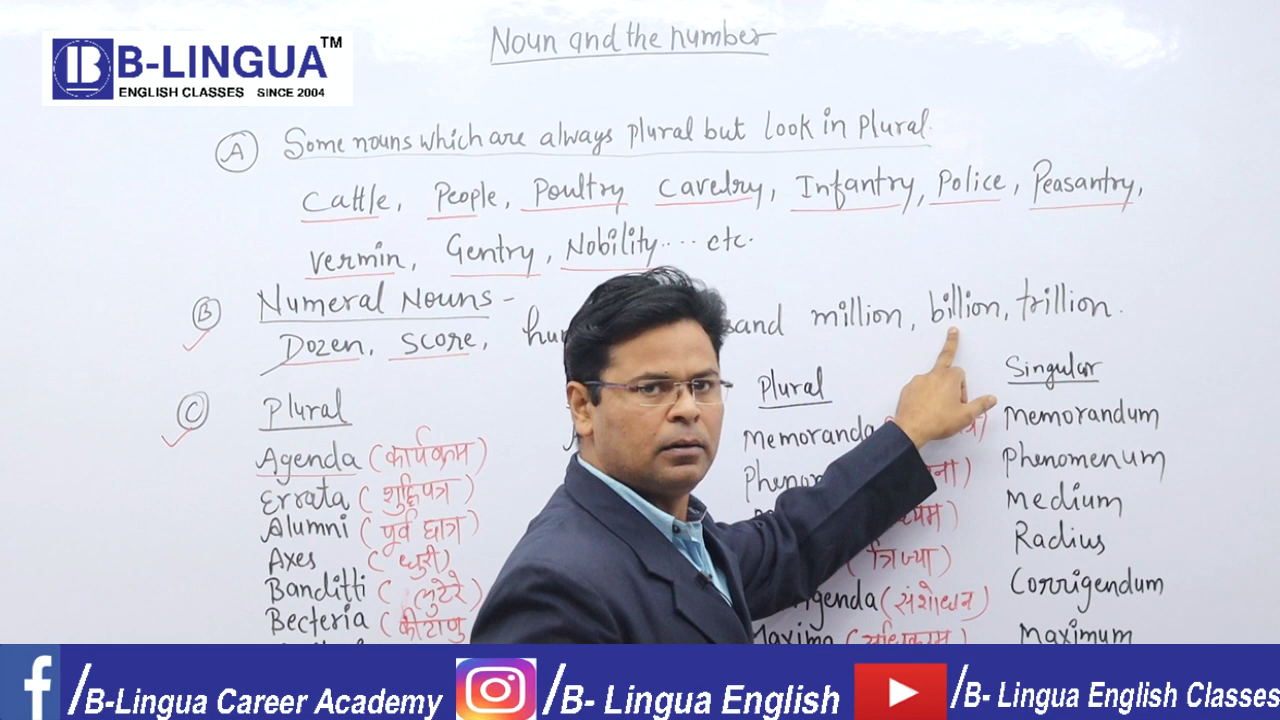 B-LINGUA™
ENGLISH CLASSES SINCE 2004
Noun and the number
A Some nouns which are always plural but look in plural.
Cattle, People, Poultry Cavelry, Infantry, Police, Peasantry,
Vermin, Gentry, Nobility.... etc.
B Numeral Nouns -
Dozen, Score, million, billion, trillion.
C Plural Plural Singular
Agenda (कार्यक्रम) Memoranda Memorandum
Errata (शुद्धिपत्र) Phenomenum
Alumni (पूर्व छात्र) Medium
Axes (धुरी) (त्रिज्या) Radius
Banditti (लुटेरे) (संशोधन) Corrigendum
Becteria (कीटाणु Maxima Maximum
f /B-Lingua Career Academy /B- Lingua English /B- Lingua English Classes